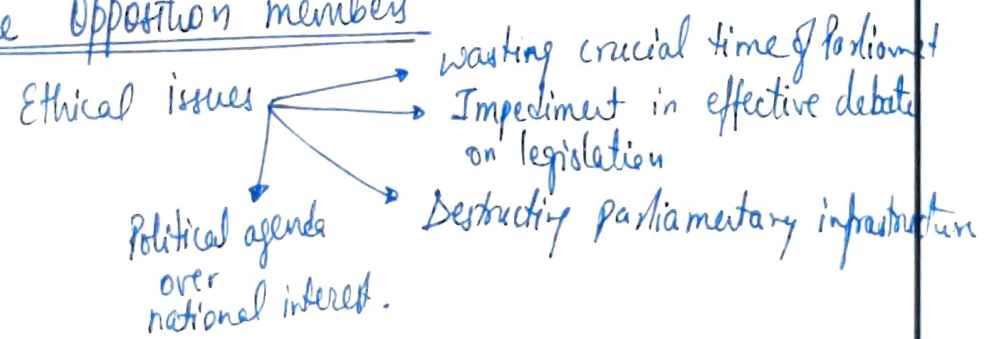 e Opposition members
Ethical issues
wasting crucial time of Parliamet
Impediment in effective debate
on legislation
Destructing parliamentary infrastructure
Political agenda
over
national interest.